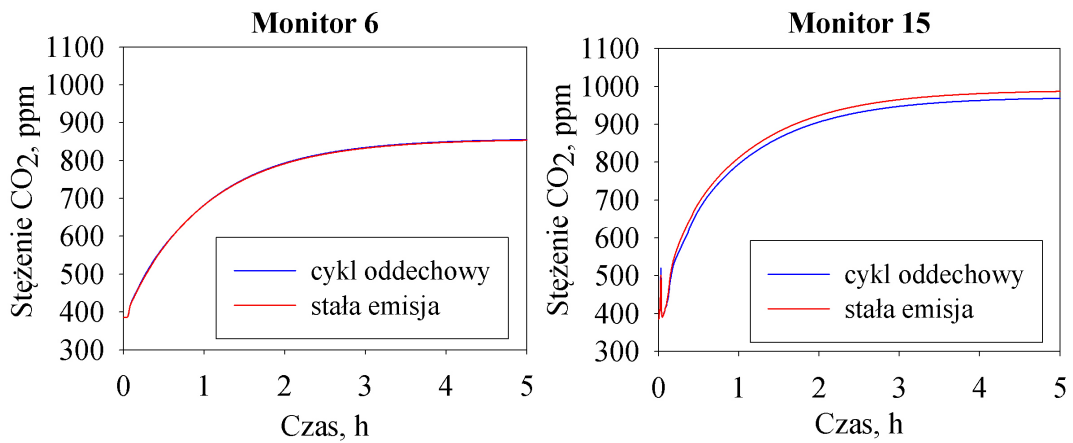 Monitor 6
Stężenie CO2, ppm
1100
1000
900
800
700
600
500
400
300
cykl oddechowy
stała emisja
0 1 2 3 4 5
Czas, h
Monitor 15
Stężenie CO2, ppm
1100
1000
900
800
700
600
500
400
300
cykl oddechowy
stała emisja
0 1 2 3 4 5
Czas, h